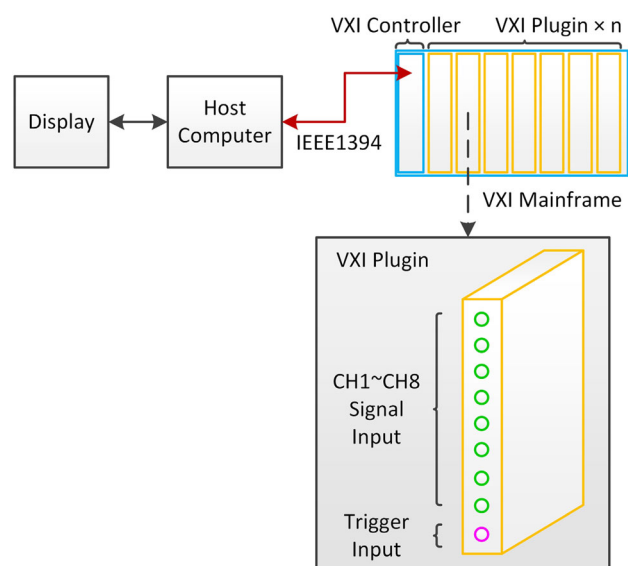 VXI Controller
VXI Plugin × n
Display
Host
Computer
IEEE1394
VXI Mainframe
VXI Plugin
CH1~CH8
Signal
Input
Trigger
Input